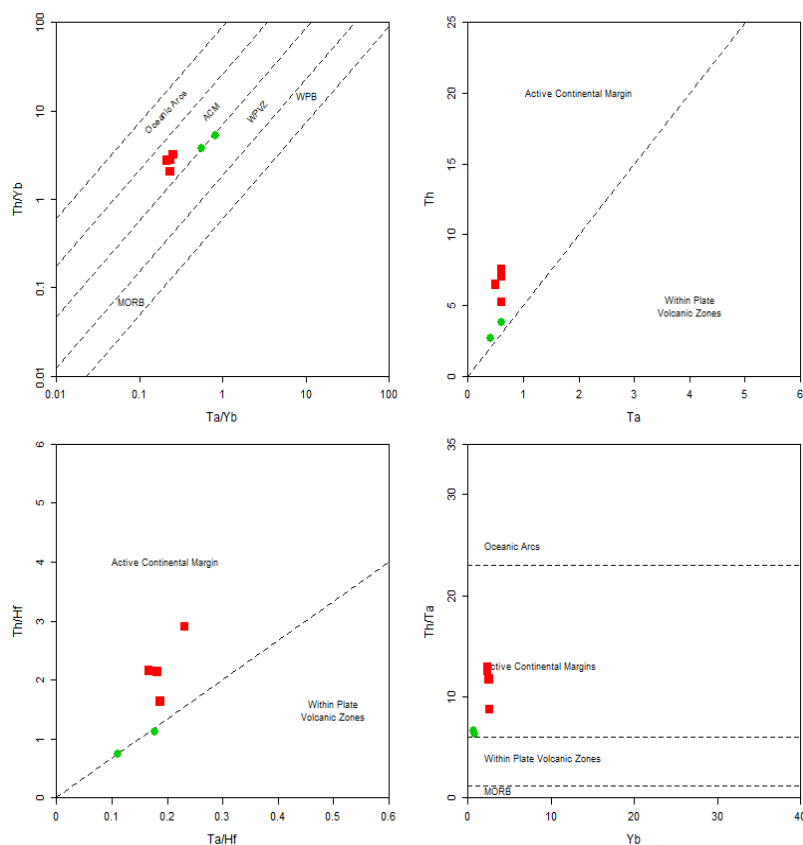 100
10
1
0.1
0.01
Th/Yb
Oceanic Arcs
ACM
WPVZ
WPB
MORB
0.01
0.1
1
10
100
Ta/Yb
25
20
15
10
5
0
Th
Active Continental Margin
Within Plate
Volcanic Zones
0
1
2
3
4
5
6
Ta
6
5
4
3
2
1
0
Th/Hf
Active Continental Margin
Within Plate
Volcanic Zones
0
0.1
0.2
0.3
0.4
0.5
0.6
Ta/Hf
35
30
25
20
15
10
5
0
Th/Ta
Oceanic Arcs
Active Continental Margins
Within Plate Volcanic Zones
MORB
0
10
20
30
40
Yb